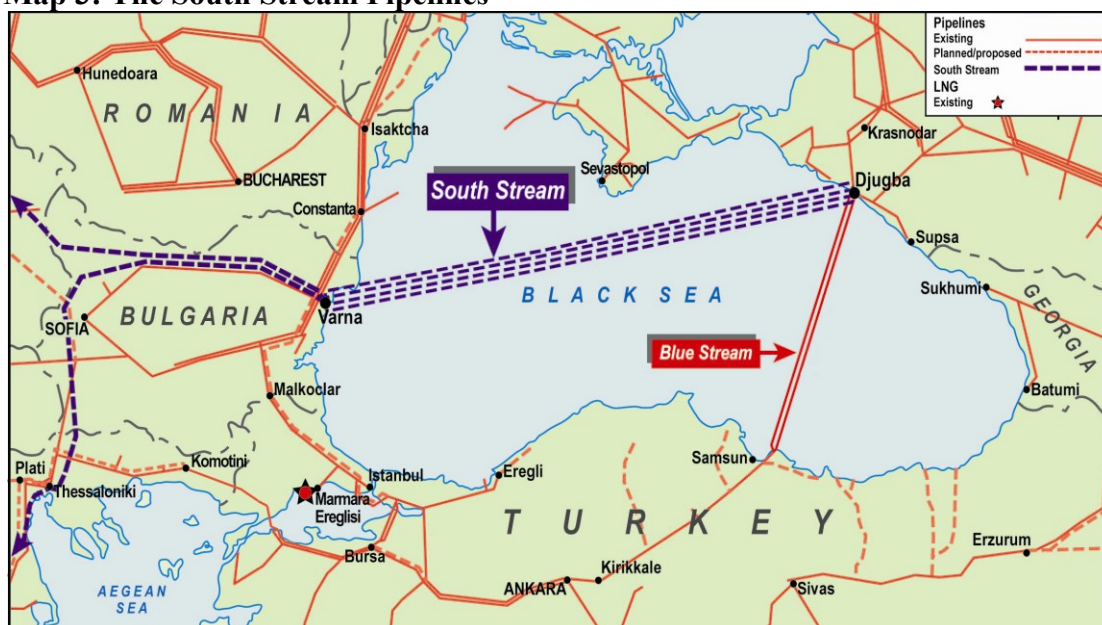 Map 3: The South Stream Pipelines
Pipelines
Existing
Planned/proposed
South Stream
LNG
Existing
Hunedoara
ROMANIA
Isaktcha
BUCHAREST
Constanta
Sevastopol
Krasnodar
South Stream
Djugba
Supsa
Sukhumi
GEORGIA
BLACK SEA
Varna
SOFIA
BULGARIA
Blue Stream
Batumi
Malkoclar
Samsun
Plati
Komotini
Istanbul
Eregli
Thessaloniki
Marmara
Ereglisi
TURKEY
Bursa
Erzurum
Kirikkale
ANKARA
Sivas
AEGEAN
SEA